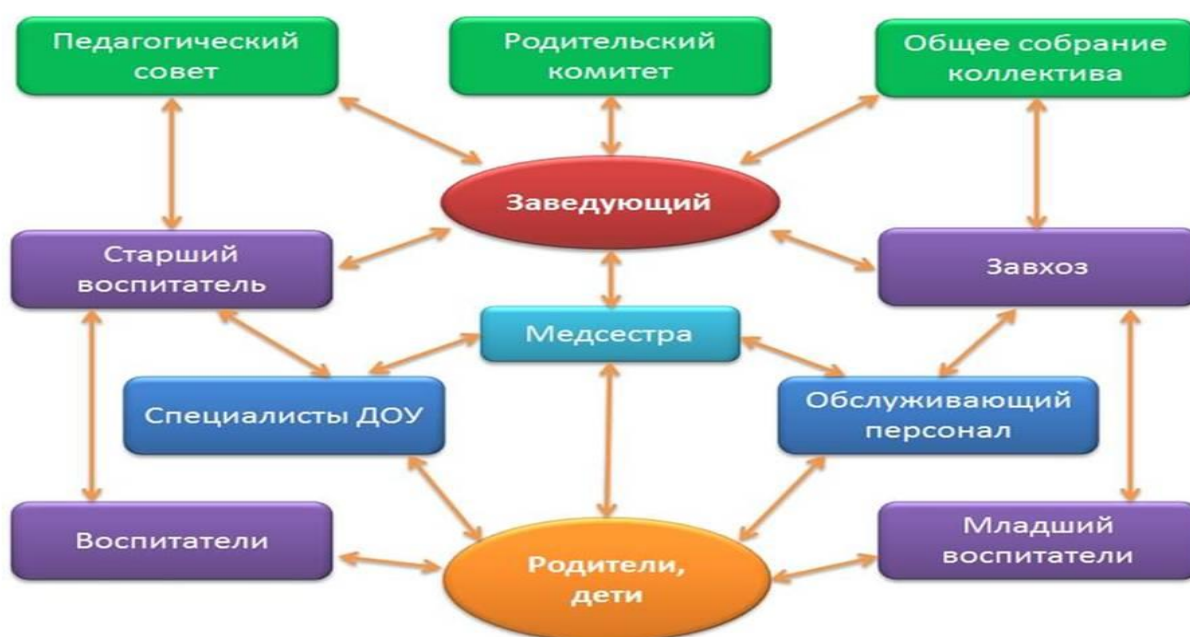 Педагогический
совет
Родительский
комитет
Общее собрание
коллектива
Заведующий
Старший
воспитатель
Завхоз
Медсестра
Специалисты ДОУ
Обслуживающий
персонал
Воспитатели
Родители,
дети
Младший
воспитатели